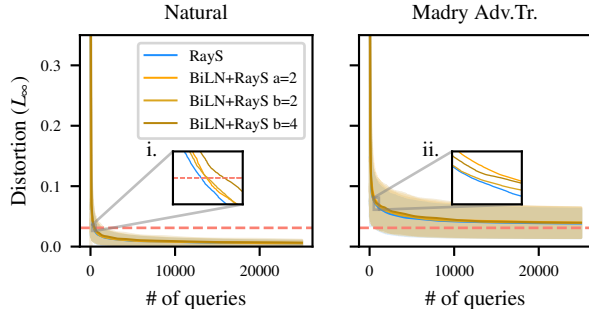 Natural
Madry Adv.Tr.
Distortion (L∞)
0.3
0.2
0.1
0.0
RayS
BiLN+RayS a=2
BiLN+RayS b=2
BiLN+RayS b=4
i.
ii.
0 10000 20000
0 10000 20000
# of queries
# of queries